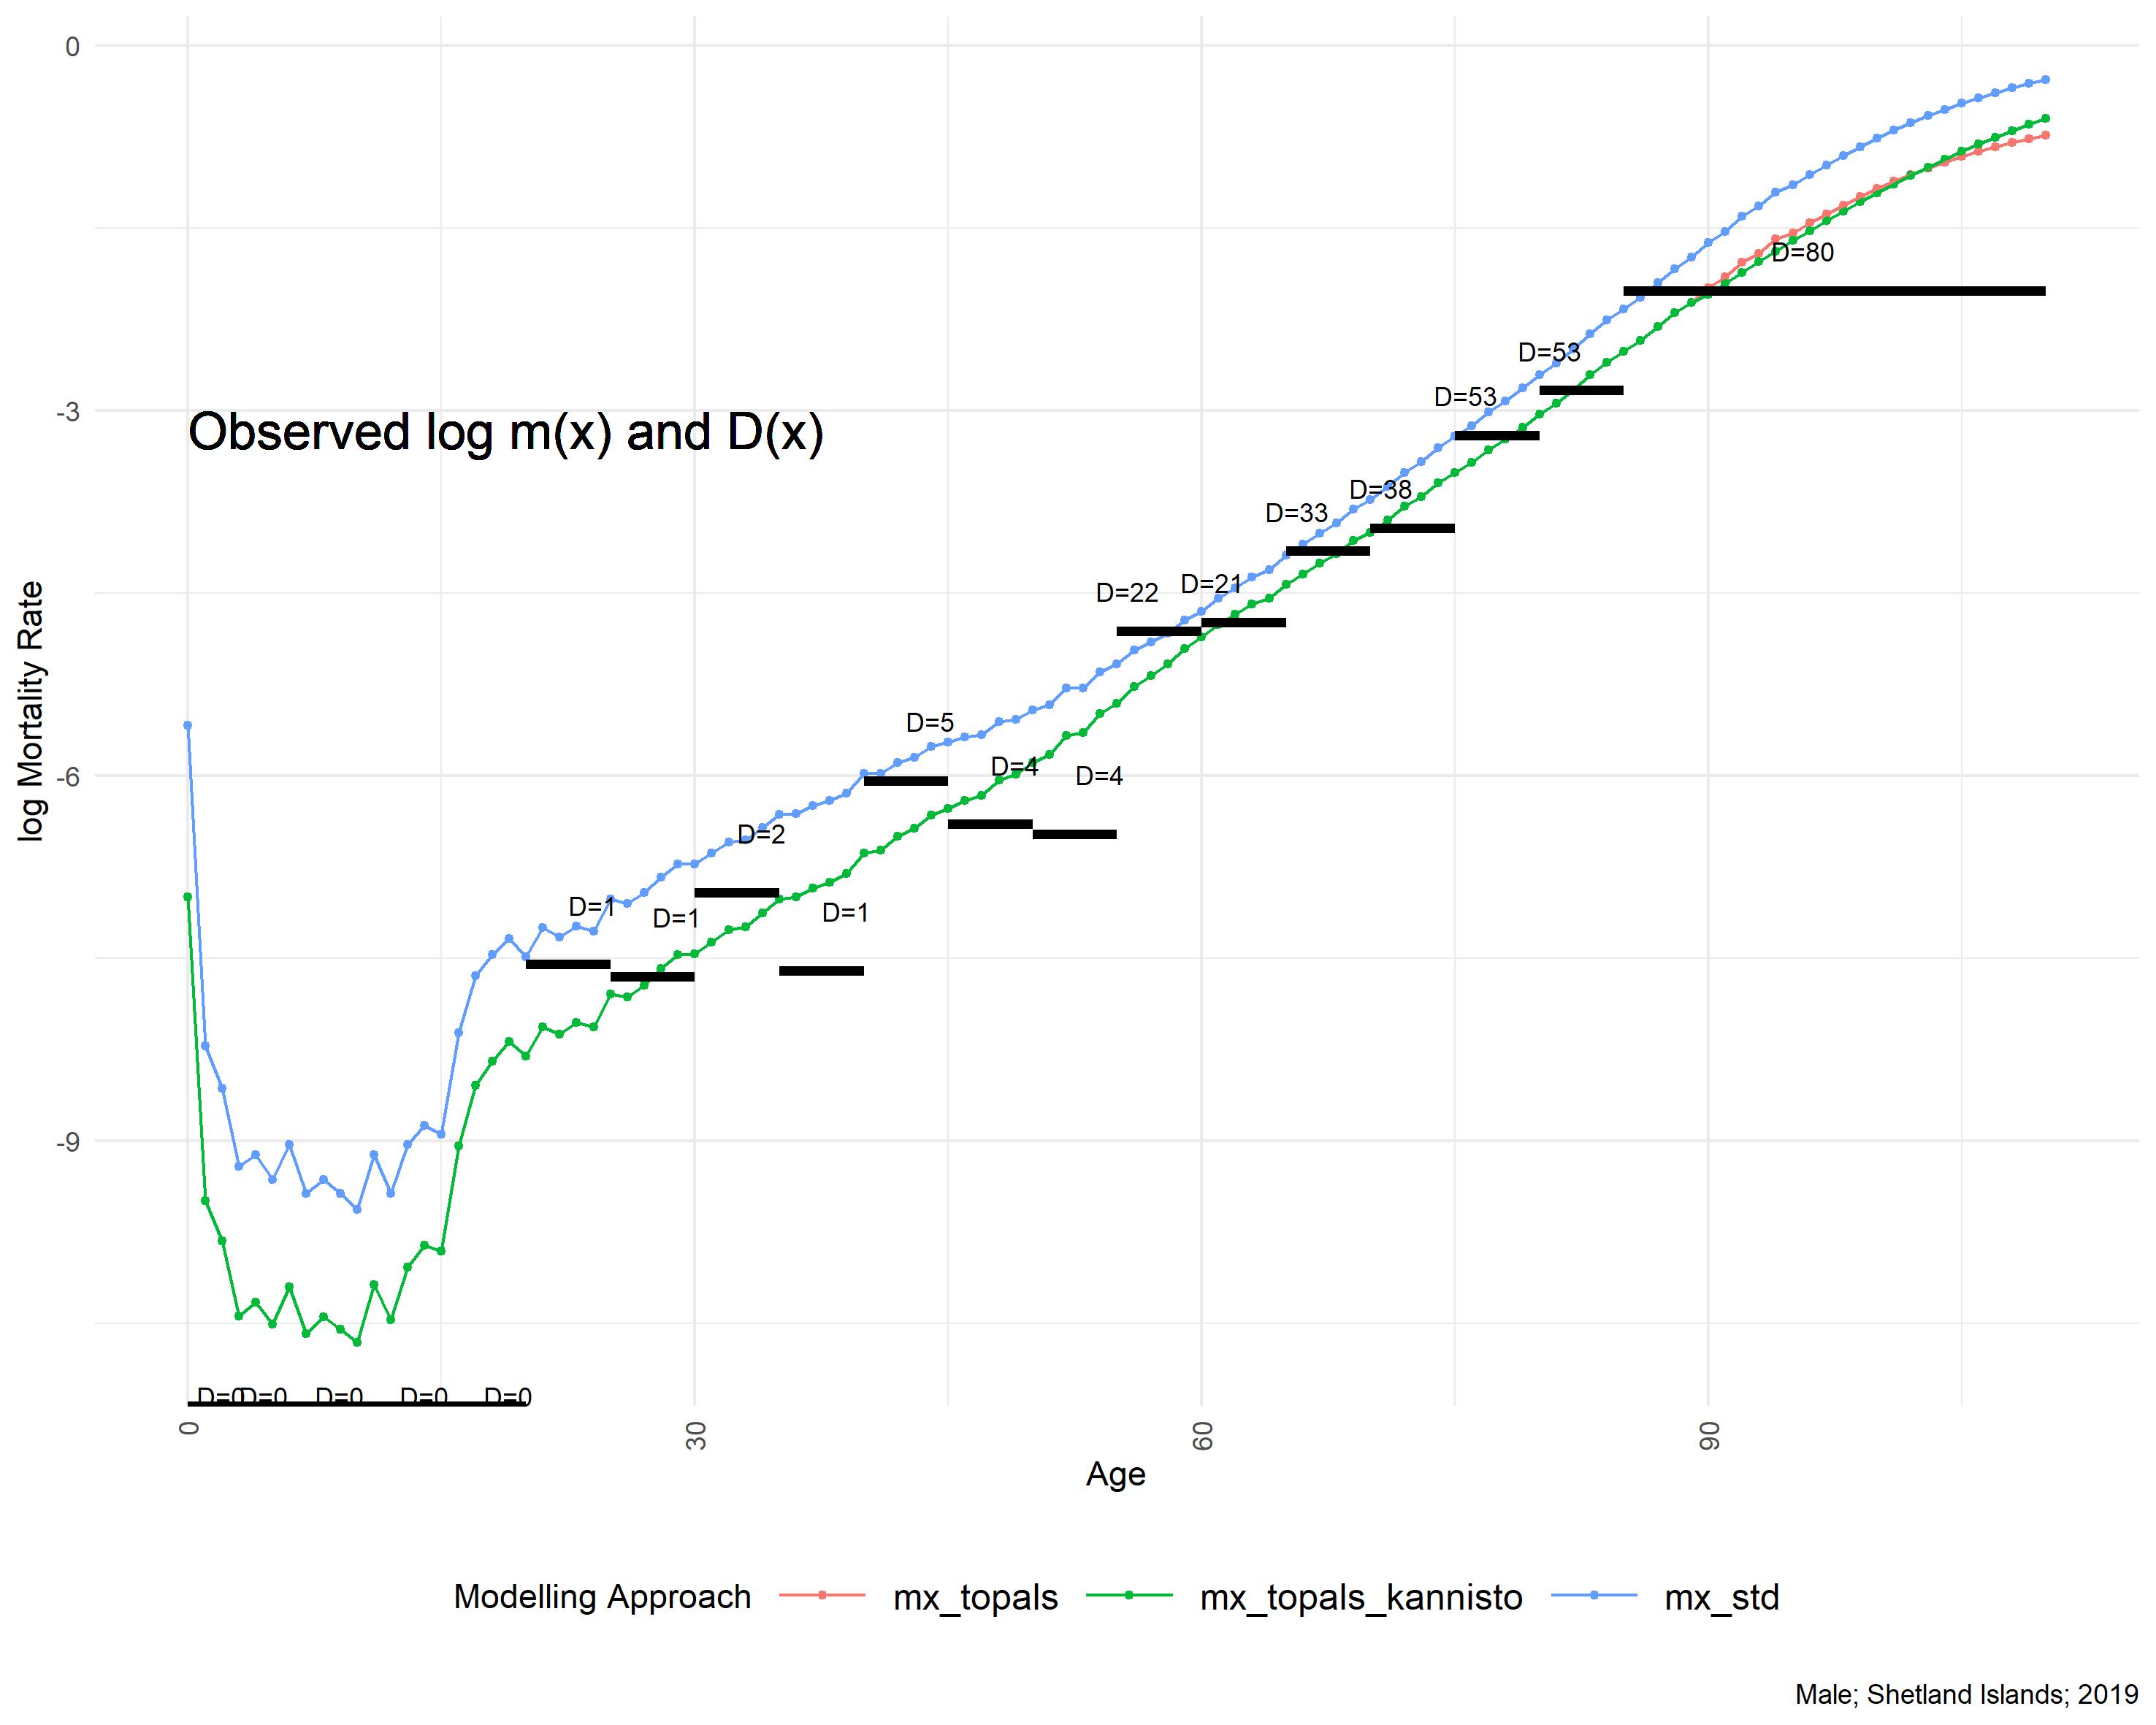 0
D=80
D=53
-3
D=53
Observed log m(x) and D(x)
D=38
D=33
D=21
D=22
D=5
D=4
-6
D=4
D=2
D=1
D=1
D=1
-9
D=0
D=0
D=0
D=0
D=0
log Mortality Rate
0
30
60
90
Age
Modelling Approach mx_topals mx_topals_kannisto mx_std
Male; Shetland Islands; 2019